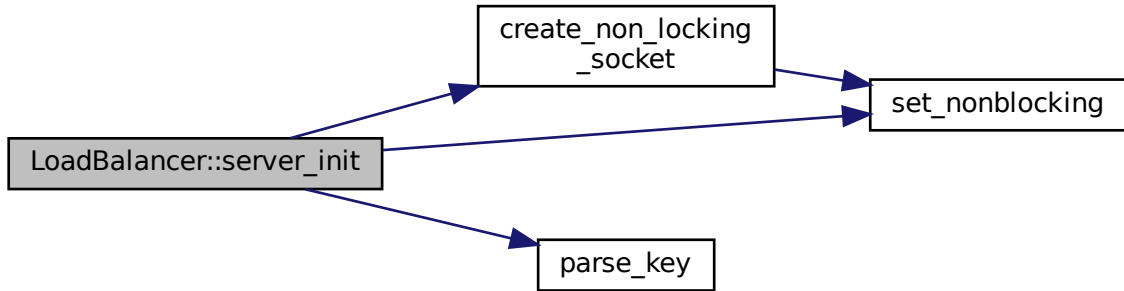 create_non_locking
_socket
set_nonblocking
LoadBalancer::server_init
parse_key